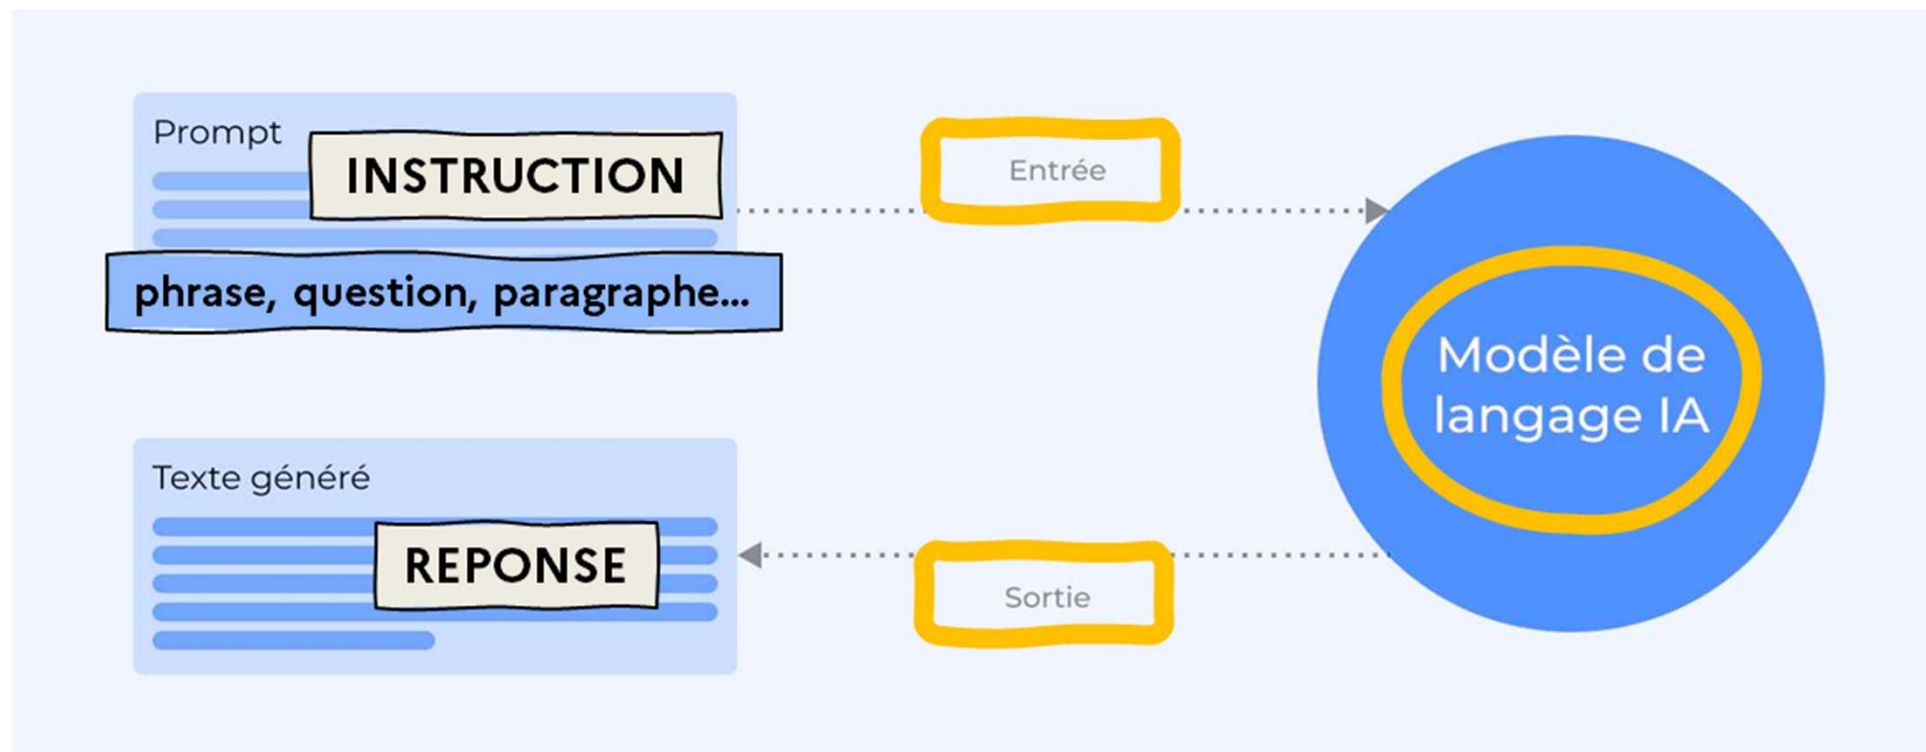 Prompt
INSTRUCTION
phrase, question, paragraphe...
Entrée
Modèle de
langage IA
Texte généré
REPONSE
Sortie